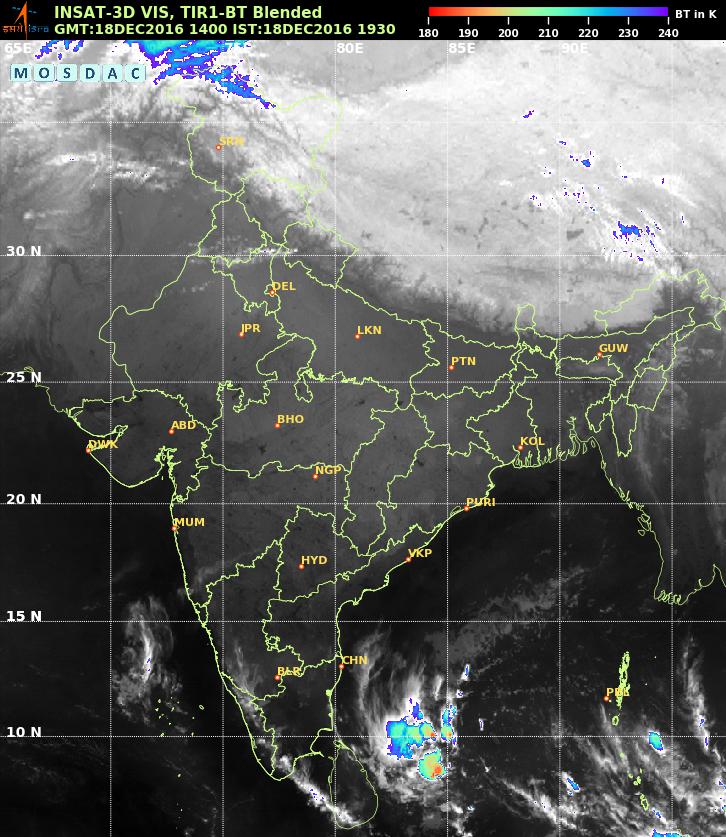 INSAT-3D VIS, TIR1-BT Blended
GMT:18DEC2016 1400 IST:18DEC2016 1930
BT in K
180 190 200 210 220 230 240
65E 80E 85E 90E
MOSDAC
SRN
30 N
DEL
JPR LKN
GUW
PTN
25 N
BHO
ABD
KOL
DWK
NGP
20 N
PURI
MUM
VKP
HYD
15 N
CHN
BLR
10 N